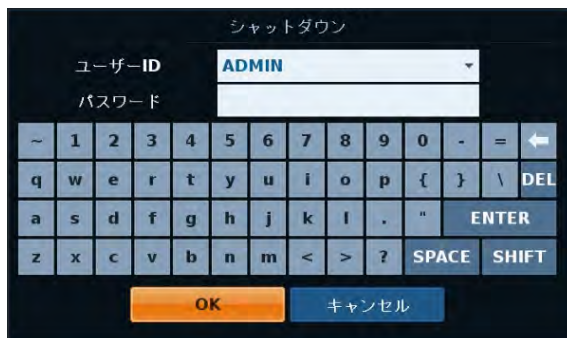 シャットダウン
ユーザーID ADMIN
パスワード
~ 1 2 3 4 5 6 7 8 9 0 - =
q w e r t y u i o p { } \ DEL
a s d f g h j k l . " ENTER
z x c v b n m < > ? SPACE SHIFT
OK キャンセル